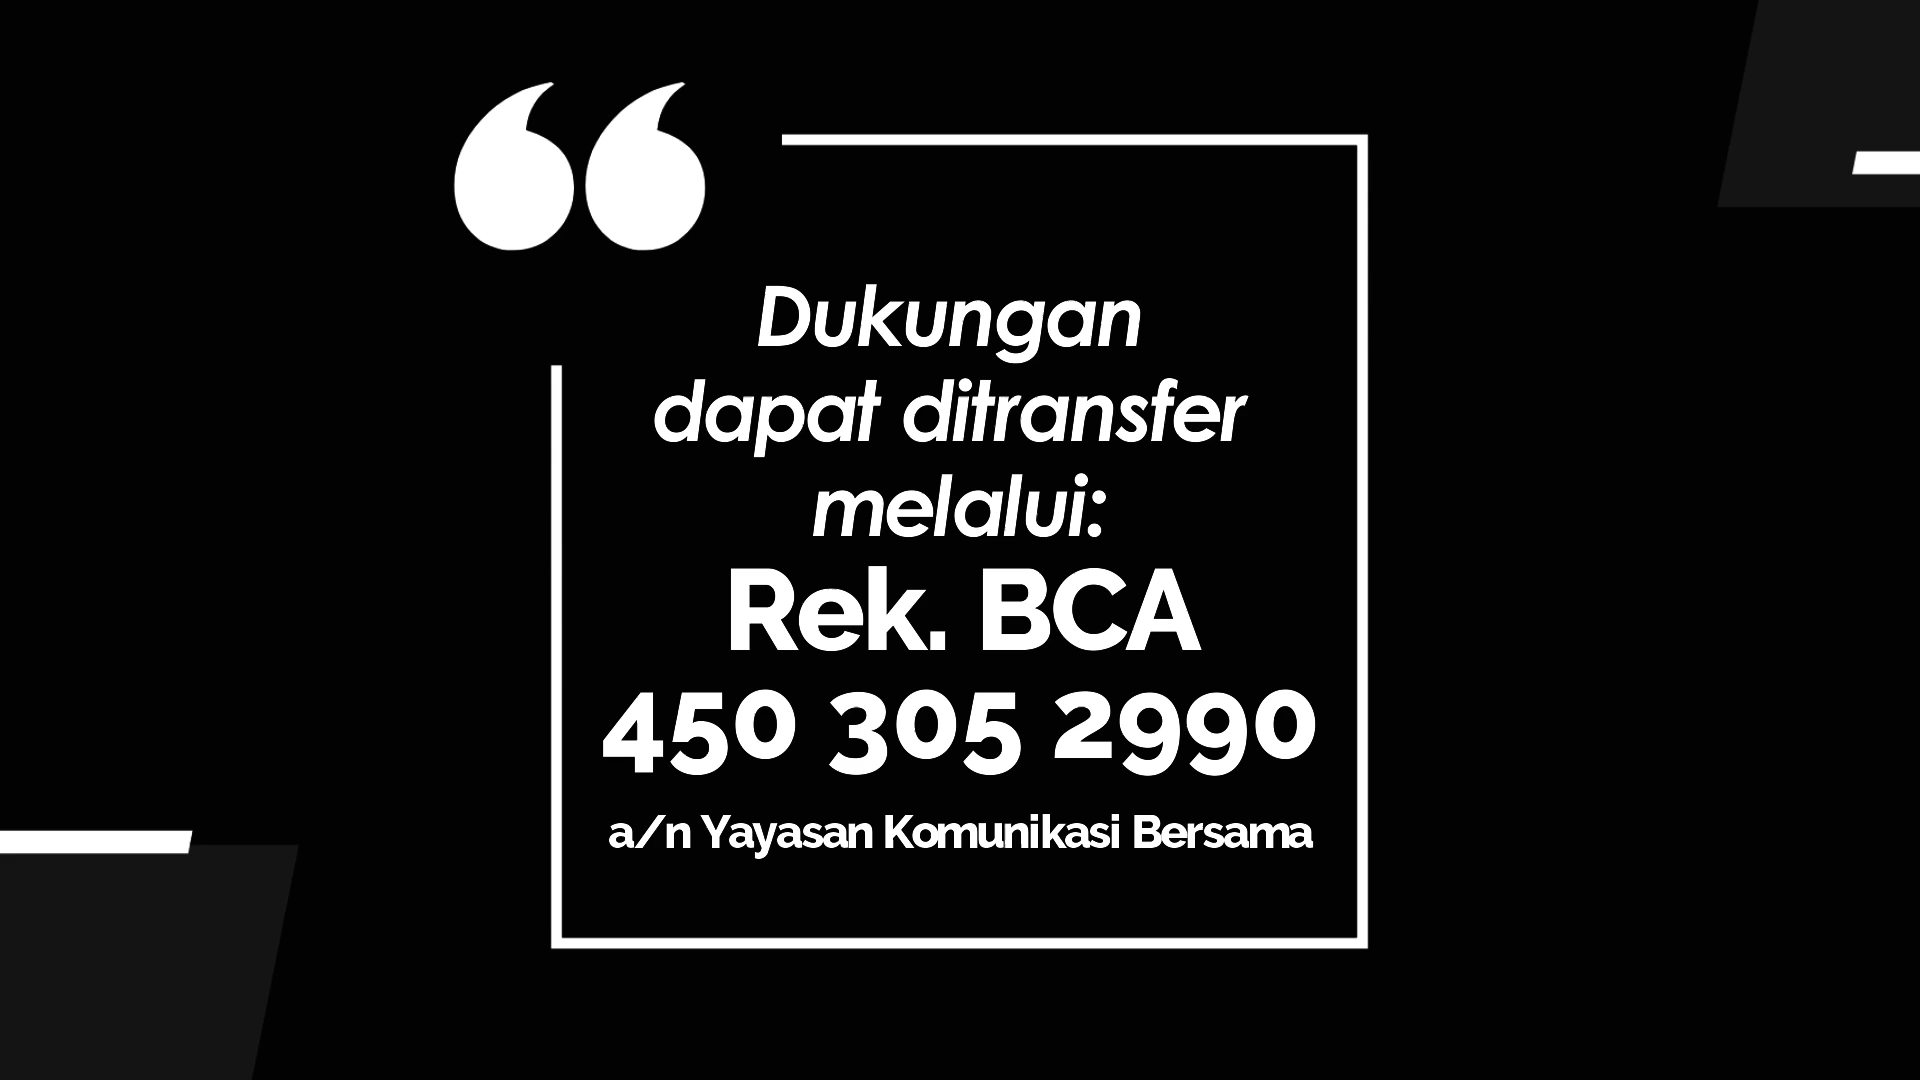 Dukungan
dapat ditransfer
melalui:
Rek. BCA
450 305 2990
a/n Yayasan Komunikasi Bersama